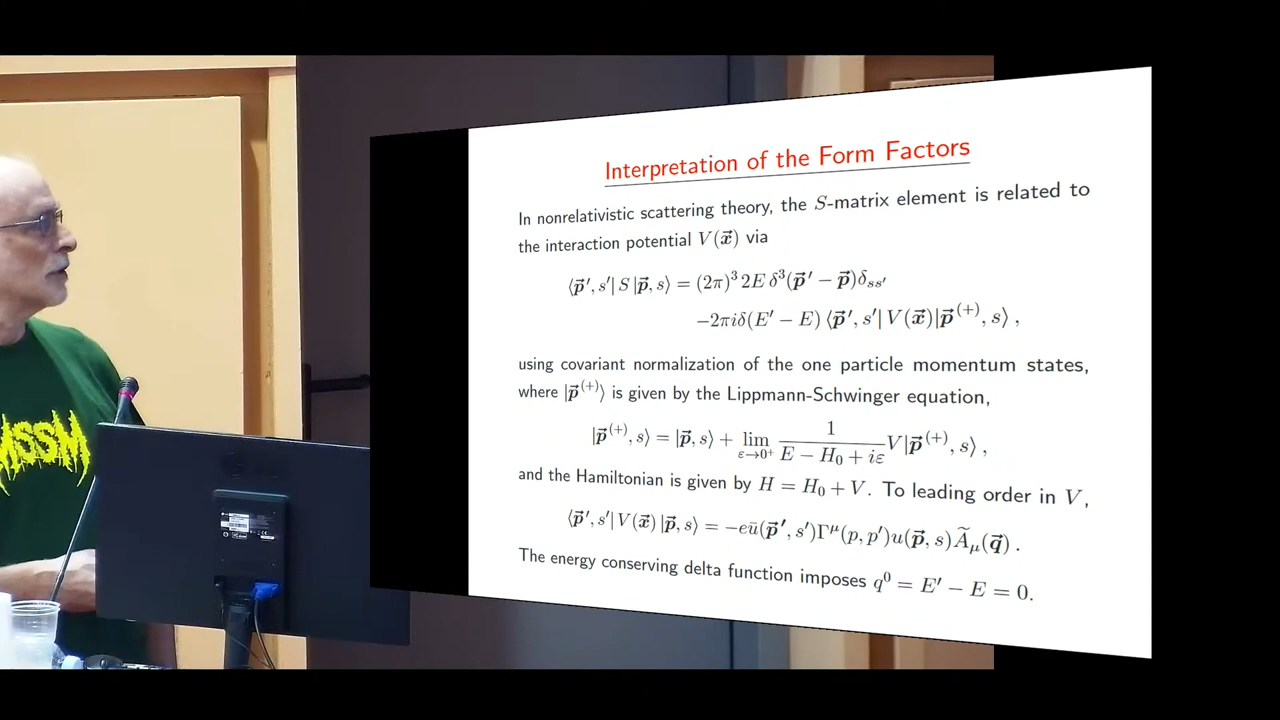 Interpretation of the Form Factors
In nonrelativistic scattering theory, the S-matrix element is related to
the interaction potential V(x⃗) via
⟨p⃗ ′, s′| S |p⃗, s⟩ = (2π)³ 2E δ³(p⃗ ′ − p⃗)δss′
−2πiδ(E′ − E) ⟨p⃗ ′, s′| V(x⃗)|p⃗ ⁽⁺⁾, s⟩ ,
using covariant normalization of the one particle momentum states,
where |p⃗ ⁽⁺⁾⟩ is given by the Lippmann-Schwinger equation,
|p⃗ ⁽⁺⁾, s⟩ = |p⃗, s⟩ + lim ε→0⁺ 1/(E − H₀ + iε) V|p⃗ ⁽⁺⁾, s⟩ ,
and the Hamiltonian is given by H = H₀ + V. To leading order in V,
⟨p⃗ ′, s′| V(x⃗) |p⃗, s⟩ = −eū(p⃗ ′, s′)Γ^μ(p, p′)u(p⃗, s)Ã_μ(q⃗) .
The energy conserving delta function imposes q⁰ = E′ − E = 0.
MSSM